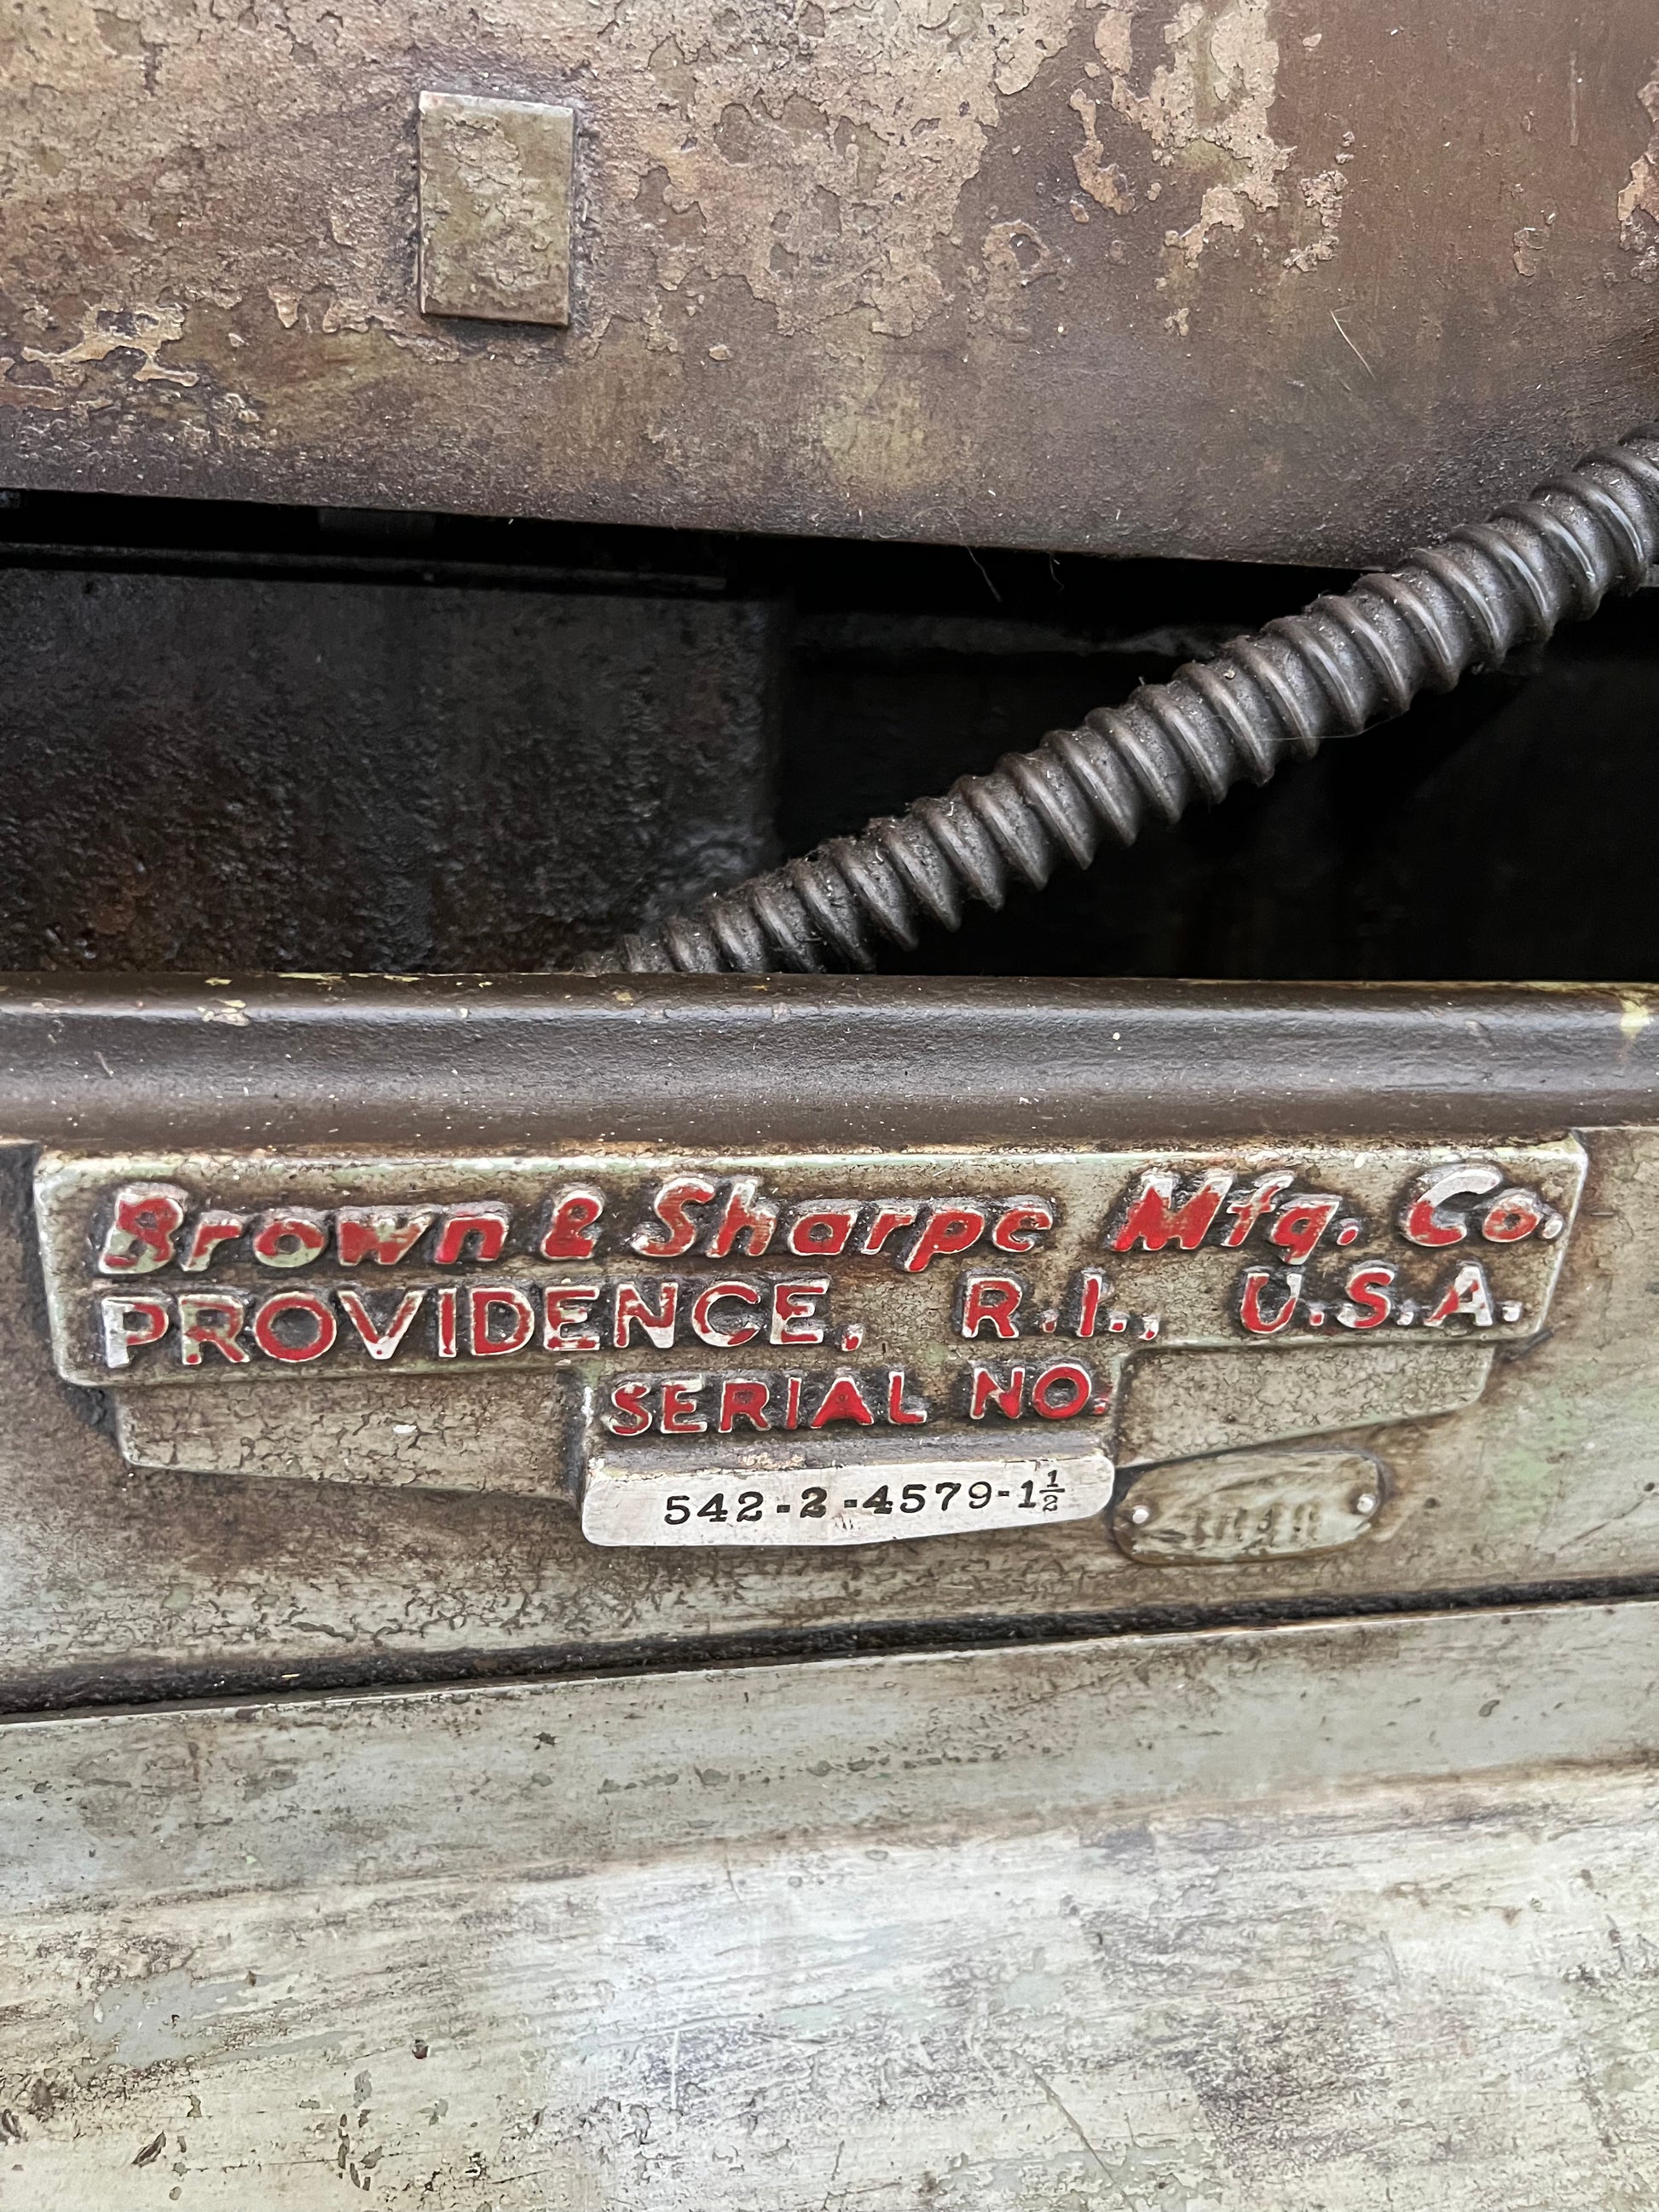 Brown & Sharpe Mfg. Co.
PROVIDENCE, R.I., U.S.A.
SERIAL NO.
542-2-4579-1½